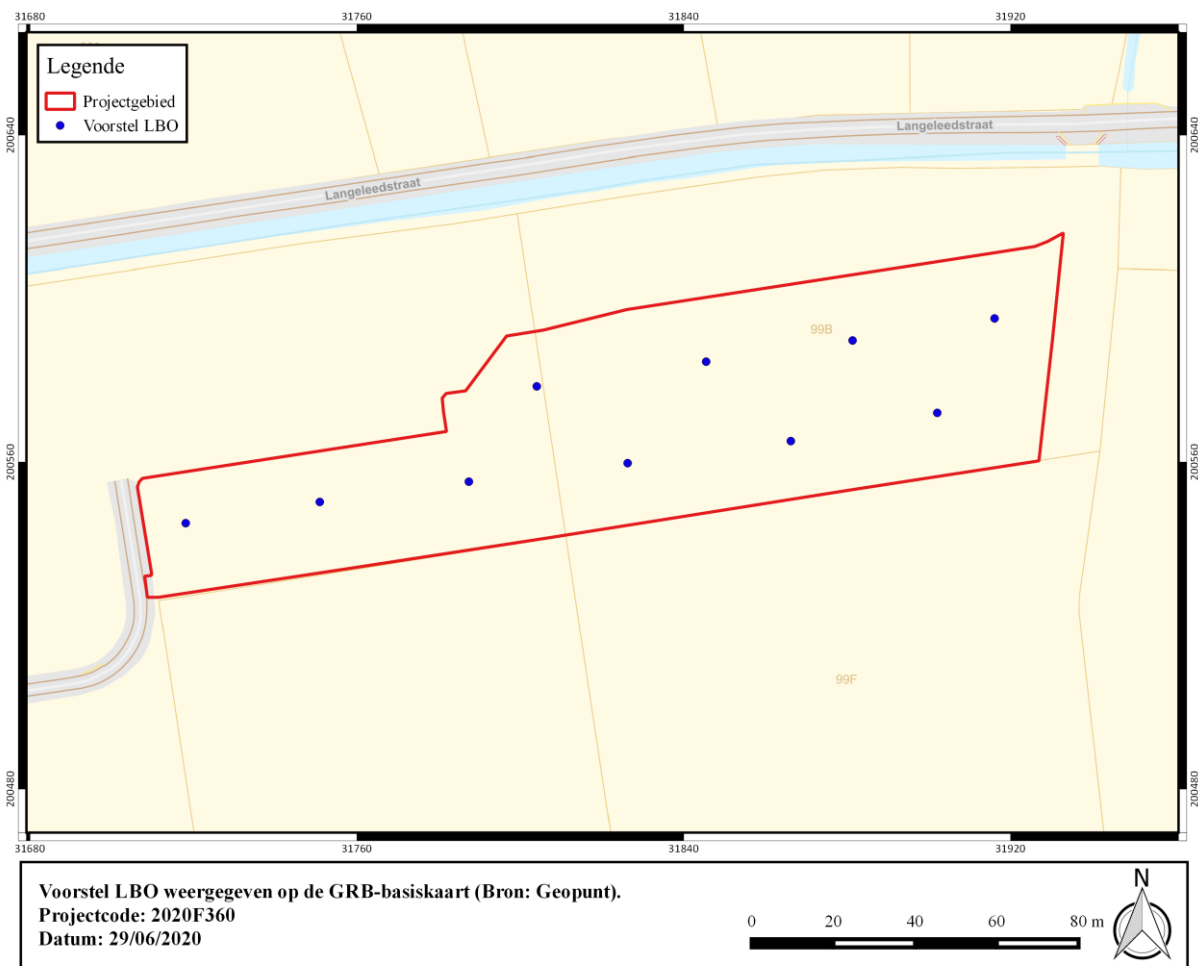 31680 31760 31840 31920
Legende
Projectgebied
Voorstel LBO
200640
200640
Langeleedstraat
Langeleedstraat
99B
200560
200560
99F
200480
200480
31680 31760 31840 31920
Voorstel LBO weergegeven op de GRB-basiskaart (Bron: Geopunt).
Projectcode: 2020F360
Datum: 29/06/2020
0 20 40 60 80 m
N